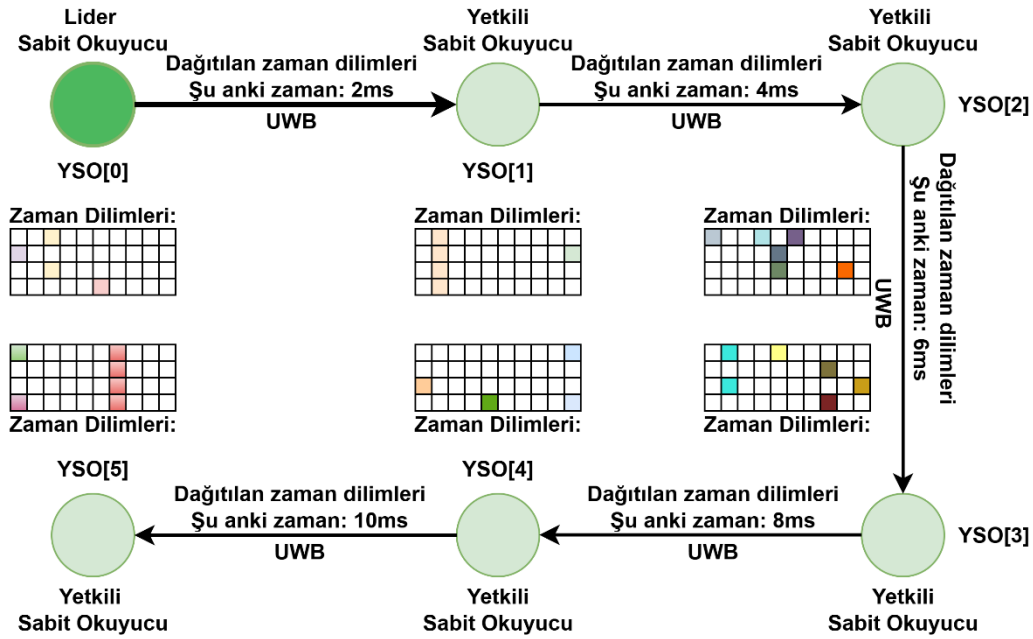 Lider
Sabit Okuyucu
Yetkili
Sabit Okuyucu
Yetkili
Sabit Okuyucu
Dağıtılan zaman dilimleri
Şu anki zaman: 2ms
UWB
Dağıtılan zaman dilimleri
Şu anki zaman: 4ms
UWB
YSO[0]
YSO[1]
YSO[2]
Dağıtılan zaman dilimleri
Şu anki zaman: 6ms
UWB
Zaman Dilimleri:
Zaman Dilimleri:
Zaman Dilimleri:
Zaman Dilimleri:
Zaman Dilimleri:
Zaman Dilimleri:
YSO[5]
YSO[4]
YSO[3]
Dağıtılan zaman dilimleri
Şu anki zaman: 10ms
UWB
Dağıtılan zaman dilimleri
Şu anki zaman: 8ms
UWB
Yetkili
Sabit Okuyucu
Yetkili
Sabit Okuyucu
Yetkili
Sabit Okuyucu